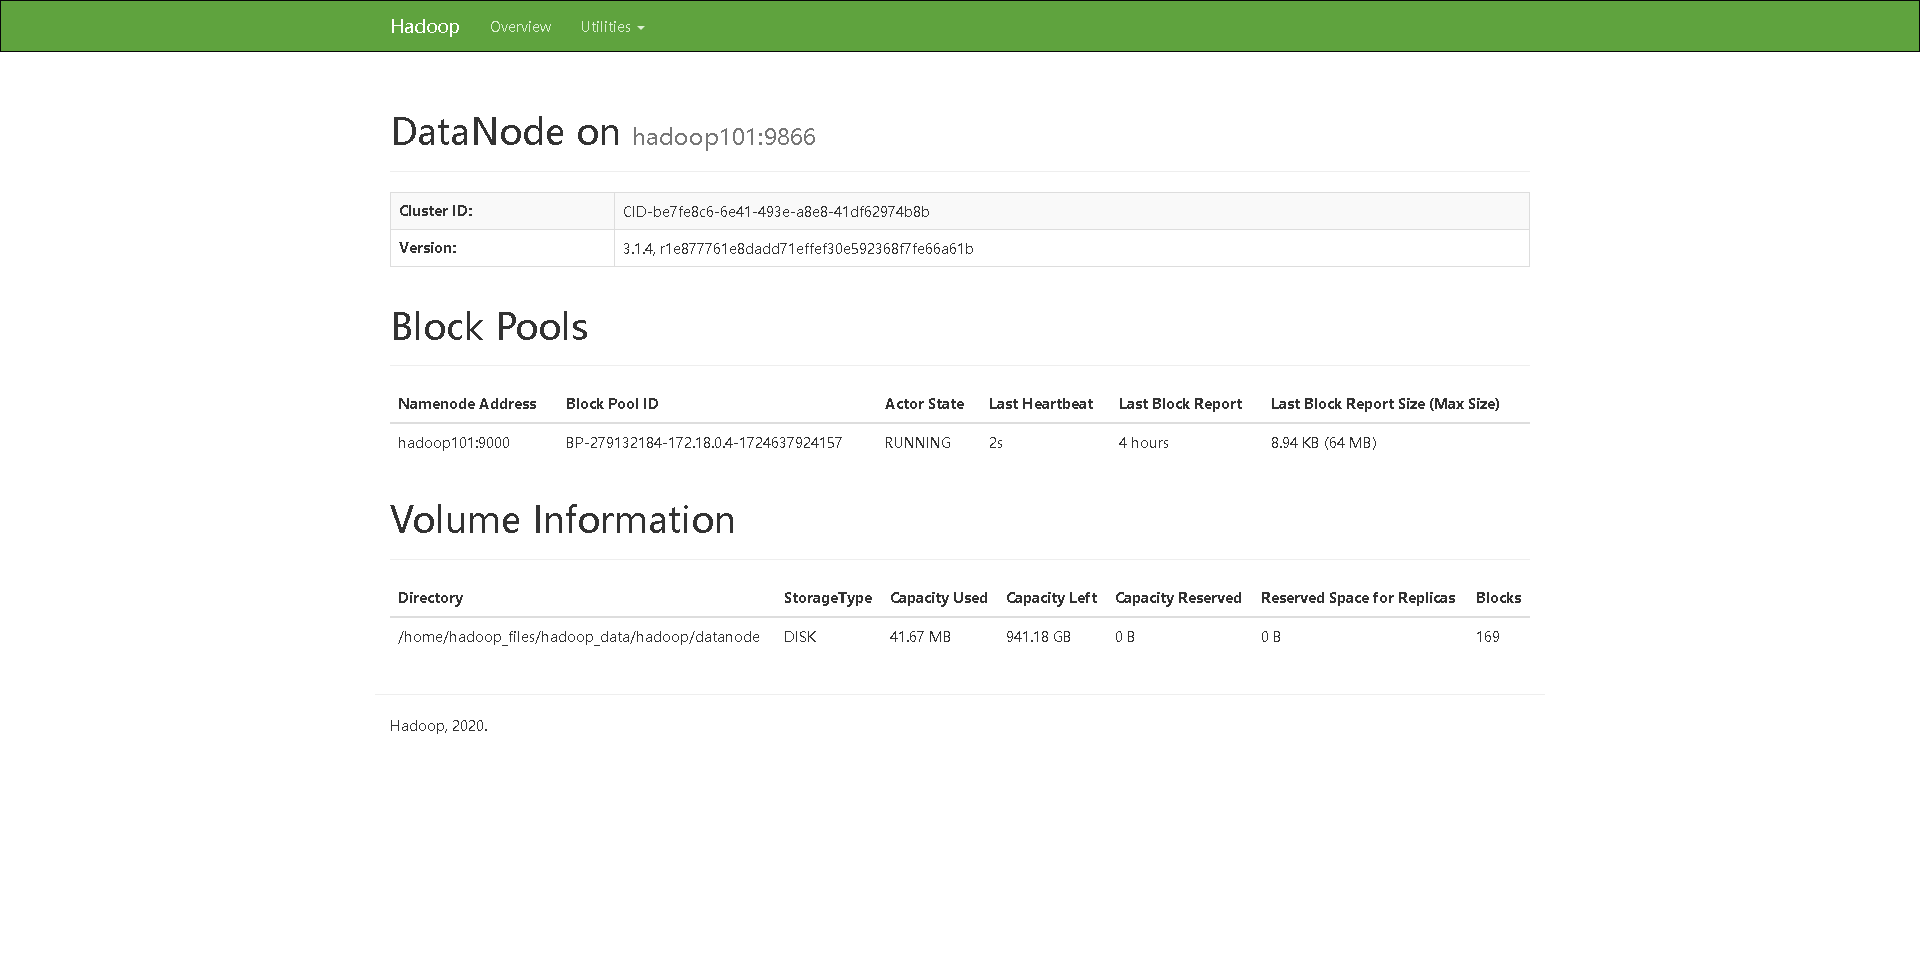 Hadoop Overview Utilities
DataNode on hadoop101:9866
Cluster ID: CID-be7fe8c6-6e41-493e-a8e8-41df62974b8b
Version: 3.1.4, r1e877761e8dadd71effef30e592368f7fe66a61b
Block Pools
Namenode Address Block Pool ID Actor State Last Heartbeat Last Block Report Last Block Report Size (Max Size)
hadoop101:9000 BP-279132184-172.18.0.4-1724637924157 RUNNING 2s 4 hours 8.94 KB (64 MB)
Volume Information
Directory StorageType Capacity Used Capacity Left Capacity Reserved Reserved Space for Replicas Blocks
/home/hadoop_files/hadoop_data/hadoop/datanode DISK 41.67 MB 941.18 GB 0 B 0 B 169
Hadoop, 2020.